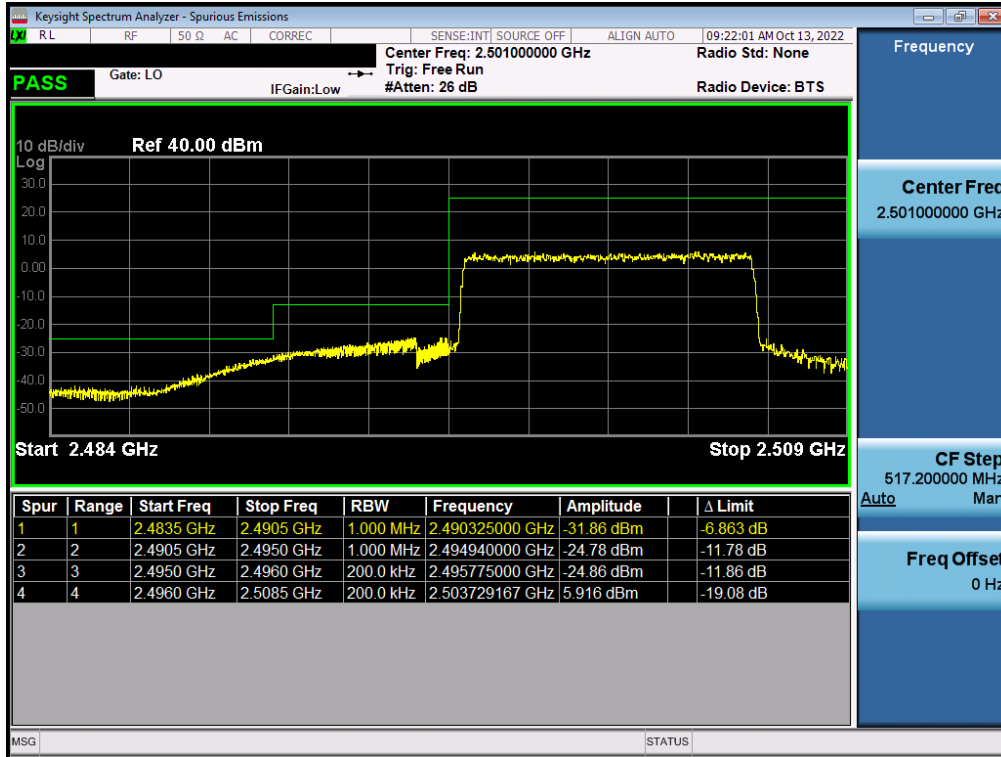 Keysight Spectrum Analyzer - Spurious Emissions
LXI RL RF 50 Ω AC CORREC SENSE:INT SOURCE OFF ALIGN AUTO 09:22:01 AM Oct 13, 2022
Center Freq: 2.501000000 GHz Radio Std: None
Gate: LO Trig: Free Run
PASS IFGain:Low #Atten: 26 dB Radio Device: BTS
Frequency
10 dB/div Ref 40.00 dBm
Log
30.0
20.0
10.0
0.00
-10.0
-20.0
-30.0
-40.0
-50.0
Start 2.484 GHz Stop 2.509 GHz
Center Freq
2.501000000 GHz
CF Step
517.200000 MHz
Auto Man
Freq Offset
0 Hz
Spur Range Start Freq Stop Freq RBW Frequency Amplitude Δ Limit
1 1 2.4835 GHz 2.4905 GHz 1.000 MHz 2.490325000 GHz -31.86 dBm -6.863 dB
2 2 2.4905 GHz 2.4950 GHz 1.000 MHz 2.494940000 GHz -24.78 dBm -11.78 dB
3 3 2.4950 GHz 2.4960 GHz 200.0 kHz 2.495775000 GHz -24.86 dBm -11.86 dB
4 4 2.4960 GHz 2.5085 GHz 200.0 kHz 2.503729167 GHz 5.916 dBm -19.08 dB
MSG STATUS